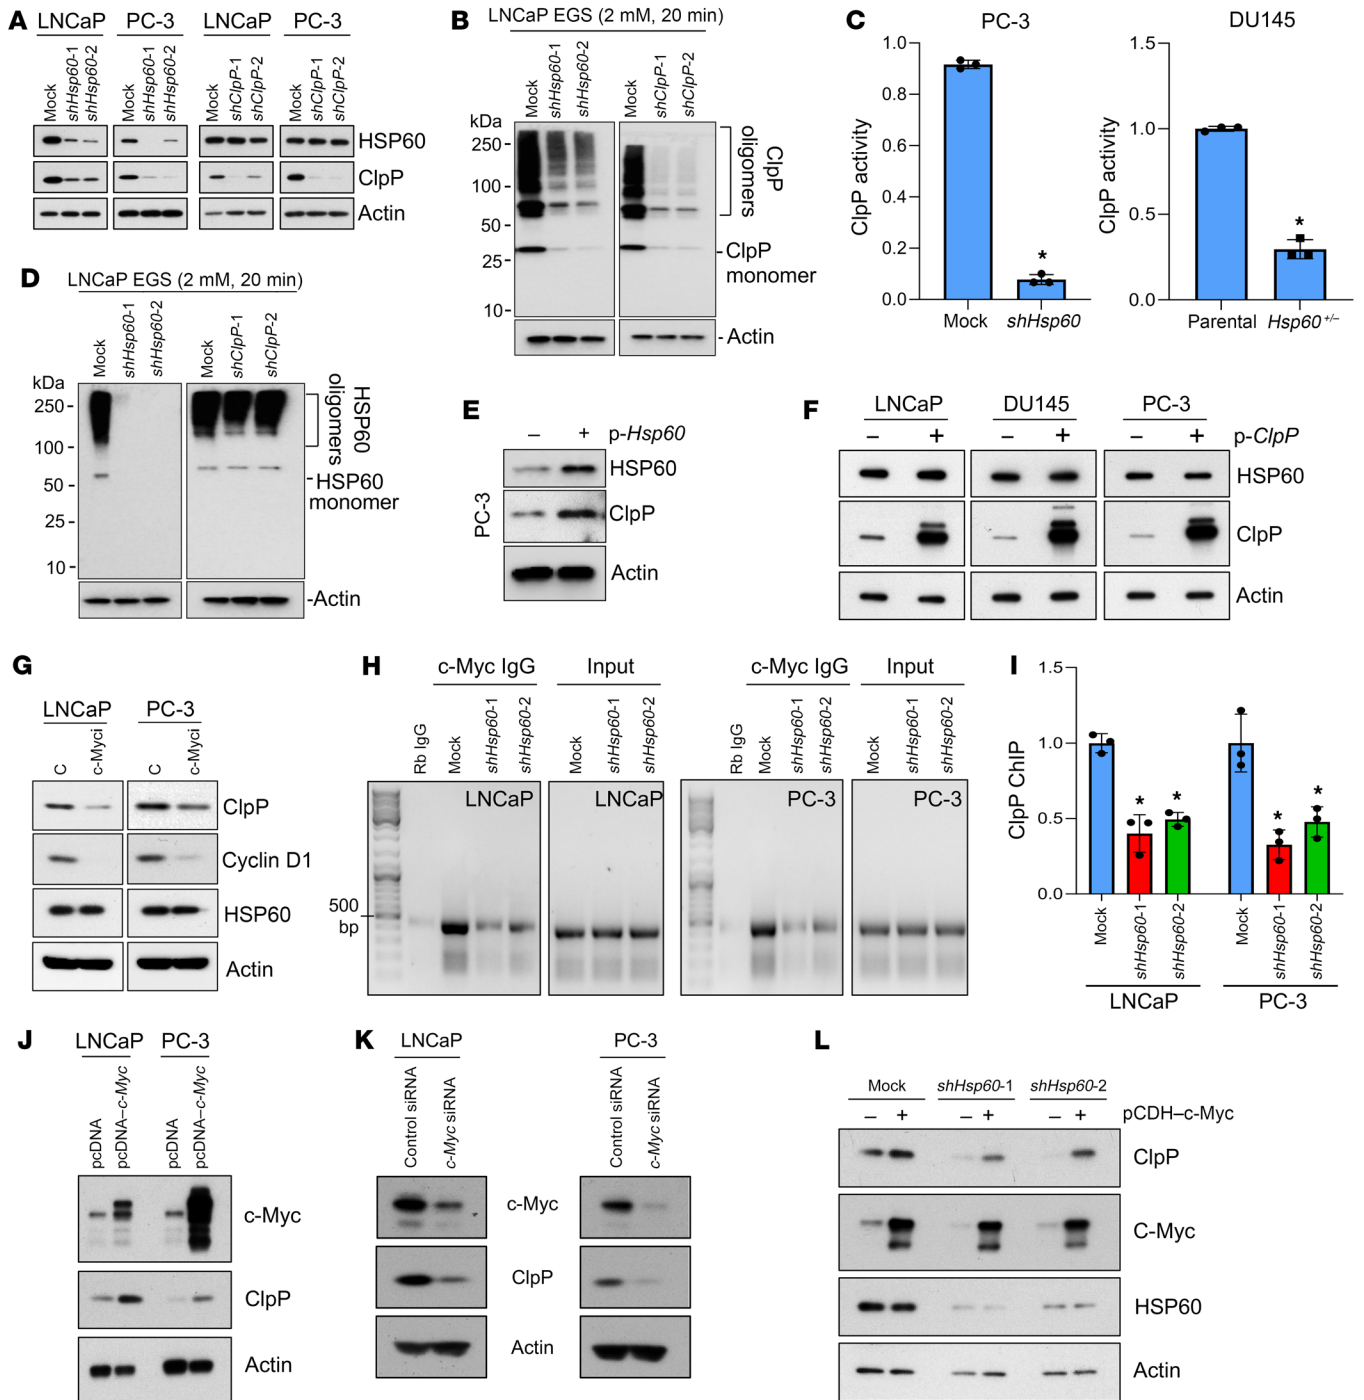 A
LNCaP PC-3 LNCaP PC-3
Mock shHsp60-1 shHsp60-2 Mock shHsp60-1 shHsp60-2 Mock shClpP-1 shClpP-2 Mock shClpP-1 shClpP-2
HSP60
ClpP
Actin
B
LNCaP EGS (2 mM, 20 min)
Mock shHsp60-1 shHsp60-2 Mock shClpP-1 shClpP-2
kDa
250
100
50
25
10
ClpP
oligomers
ClpP
monomer
Actin
C
PC-3
ClpP activity
1.0
0.8
0.6
0.4
0.2
0.0
*
Mock shHsp60
DU145
ClpP activity
1.5
1.0
0.5
0.0
*
Parental Hsp60 +/–
D
LNCaP EGS (2 mM, 20 min)
Mock shHsp60-1 shHsp60-2 Mock shClpP-1 shClpP-2
kDa
250
100
50
25
10
HSP60
oligomers
HSP60
monomer
Actin
E
– + p-Hsp60
PC-3
HSP60
ClpP
Actin
F
LNCaP DU145 PC-3
– + – + – + p-ClpP
HSP60
ClpP
Actin
G
LNCaP PC-3
C c-Myci C c-Myci
ClpP
Cyclin D1
HSP60
Actin
H
c-Myc IgG Input c-Myc IgG Input
Rb IgG Mock shHsp60-1 shHsp60-2 Mock shHsp60-1 shHsp60-2 Rb IgG Mock shHsp60-1 shHsp60-2 Mock shHsp60-1 shHsp60-2
LNCaP LNCaP PC-3 PC-3
500
bp
I
ClpP ChIP
1.5
1.0
0.5
0.0
* * * *
Mock shHsp60-1 shHsp60-2 Mock shHsp60-1 shHsp60-2
LNCaP PC-3
J
LNCaP PC-3
pcDNA pcDNA–c-Myc pcDNA pcDNA–c-Myc
c-Myc
ClpP
Actin
K
LNCaP PC-3
Control siRNA c-Myc siRNA Control siRNA c-Myc siRNA
c-Myc
ClpP
Actin
L
Mock shHsp60-1 shHsp60-2
– + – + – + pCDH–c-Myc
ClpP
C-Myc
HSP60
Actin